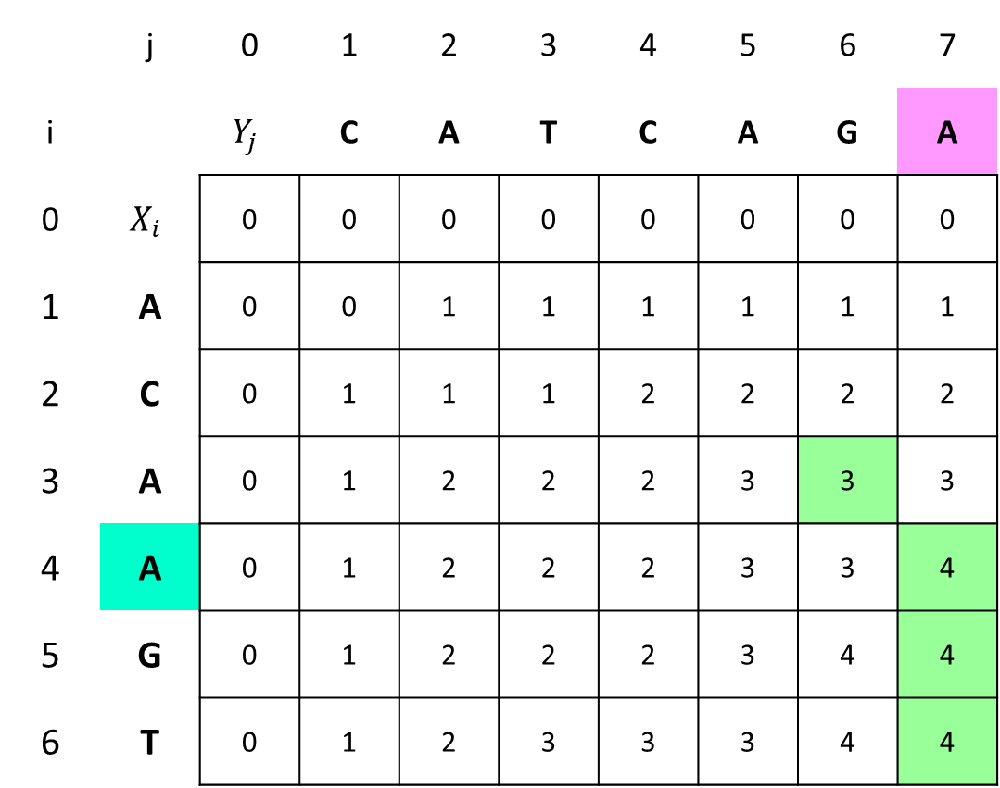 j 0 1 2 3 4 5 6 7
i Yj C A T C A G A
0 Xi 0 0 0 0 0 0 0 0
1 A 0 0 1 1 1 1 1 1
2 C 0 1 1 1 2 2 2 2
3 A 0 1 2 2 2 3 3 3
4 A 0 1 2 2 2 3 3 4
5 G 0 1 2 2 2 3 4 4
6 T 0 1 2 3 3 3 4 4